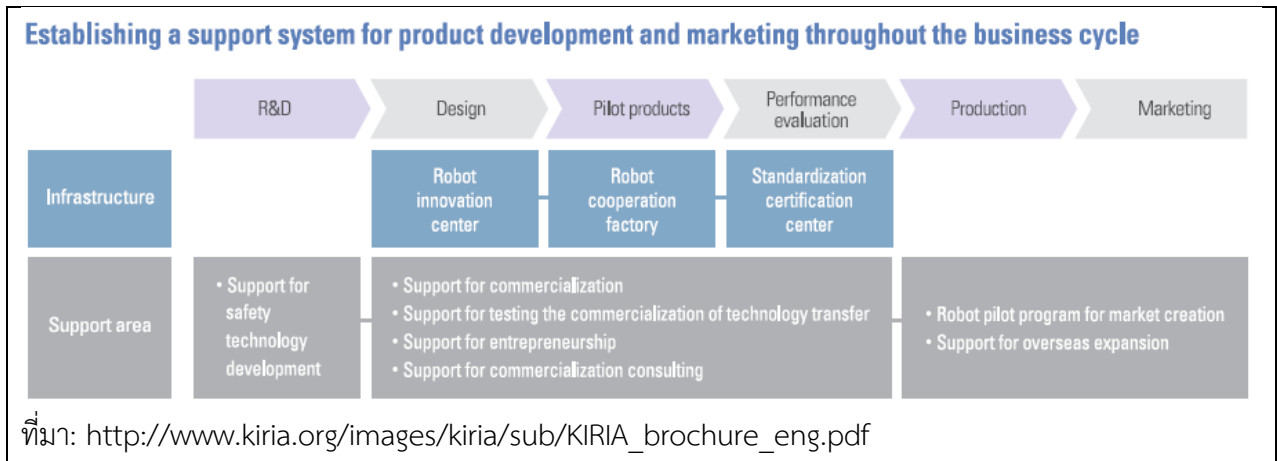 Establishing a support system for product development and marketing throughout the business cycle
R&D
Design
Pilot products
Performance
evaluation
Production
Marketing
Infrastructure
Robot
innovation
center
Robot
cooperation
factory
Standardization
certification
center
Support area
• Support for
safety
technology
development
• Support for commercialization
• Support for testing the commercialization of technology transfer
• Support for entrepreneurship
• Support for commercialization consulting
• Robot pilot program for market creation
• Support for overseas expansion
ที่มา: http://www.kiria.org/images/kiria/sub/KIRIA_brochure_eng.pdf